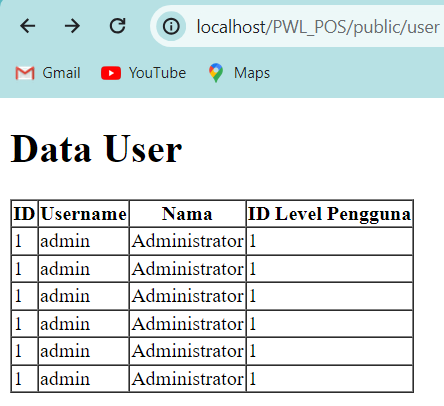 localhost/PWL_POS/public/user
Gmail YouTube Maps
Data User
ID Username Nama ID Level Pengguna
1 admin Administrator 1
1 admin Administrator 1
1 admin Administrator 1
1 admin Administrator 1
1 admin Administrator 1
1 admin Administrator 1